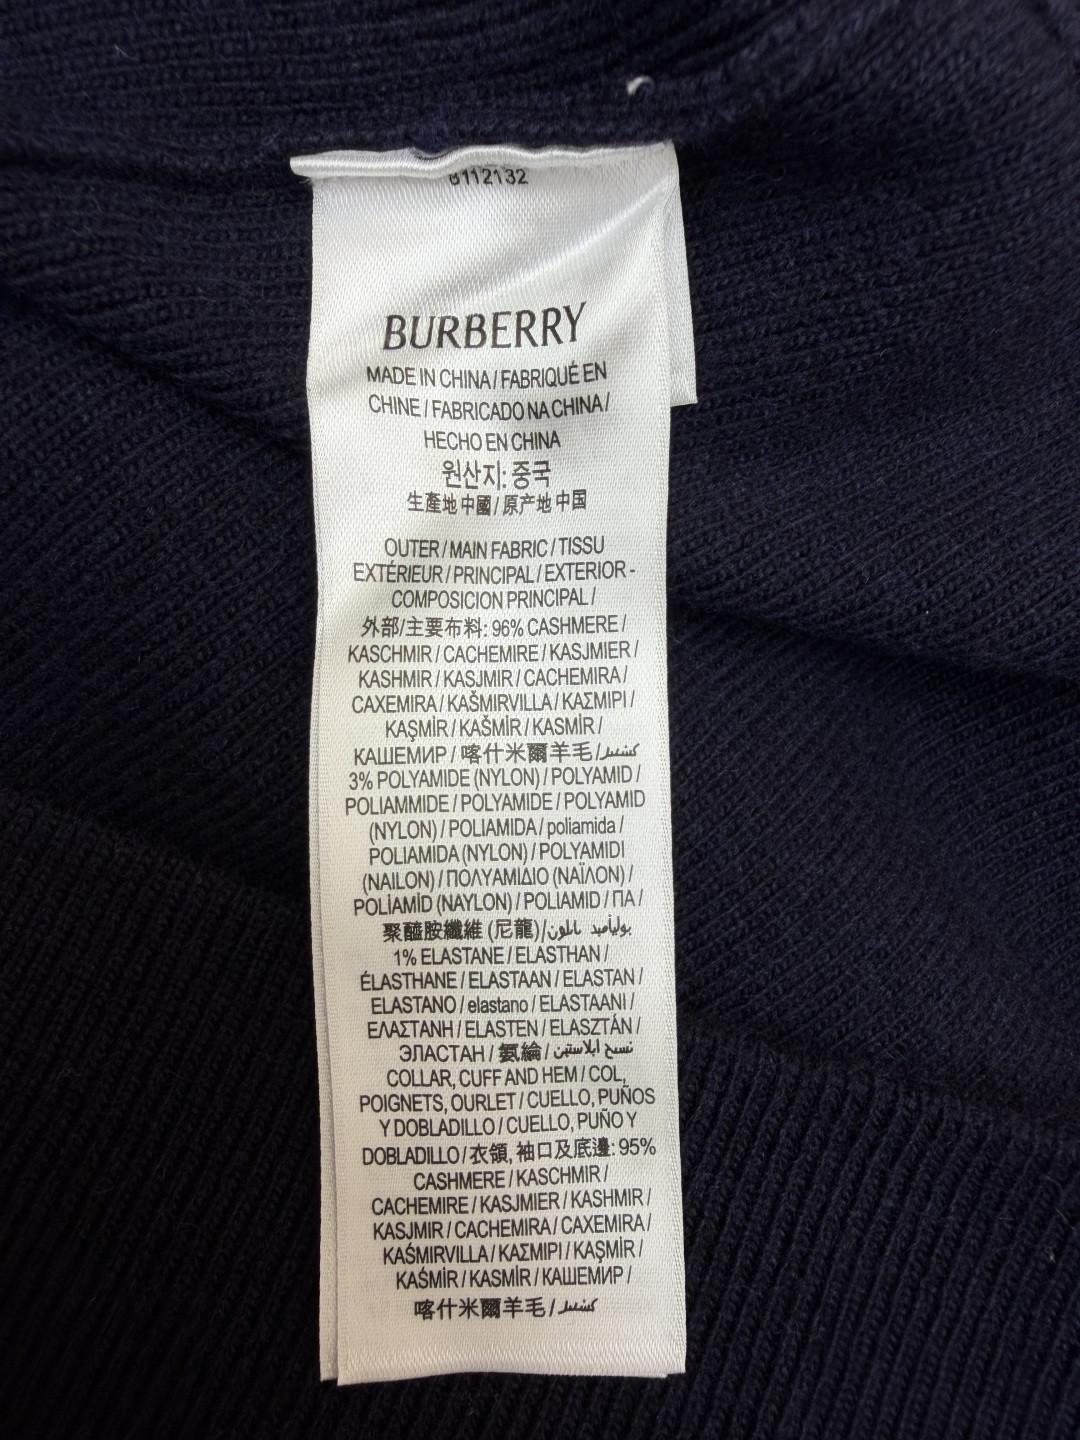 8112132
BURBERRY
MADE IN CHINA / FABRIQUÉ EN
CHINE / FABRICADO NA CHINA /
HECHO EN CHINA
원산지: 중국
生產地 中國 / 原产地 中国
OUTER / MAIN FABRIC / TISSU
EXTÉRIEUR / PRINCIPAL / EXTERIOR -
COMPOSICION PRINCIPAL /
外部/主要布料: 96% CASHMERE /
KASCHMIR / CACHEMIRE / KASJMIER /
KASHMIR / KASJMIR / CACHEMIRA /
CAXEMIRA / KAŠMIRVILLA / ΚΑΣΜΙΡΙ /
KAŞMİR / KAŠMÍR / KASMÍR /
КАШЕМИР / 喀什米爾羊毛 / كشمير
3% POLYAMIDE (NYLON) / POLYAMID /
POLIAMMIDE / POLYAMIDE / POLYAMID
(NYLON) / POLIAMIDA / poliamida /
POLIAMIDA (NYLON) / POLYAMIDI
(NAILON) / ΠΟΛΥΑΜΙΔΙΟ (ΝΑΪΛΟΝ) /
POLİAMİD (NAYLON) / POLIAMID / ПА /
聚醯胺纖維 (尼龍)/بوليأميد نايلون
1% ELASTANE / ELASTHAN /
ÉLASTHANE / ELASTAAN / ELASTAN /
ELASTANO / elastano / ELASTAANI /
ΕΛΑΣΤΑΝΗ / ELASTEN / ELASZTÁN /
ЭЛАСТАН / 氨綸 / نسيج ايلاستين
COLLAR, CUFF AND HEM / COL,
POIGNETS, OURLET / CUELLO, PUÑOS
Y DOBLADILLO / CUELLO, PUÑO Y
DOBLADILLO / 衣領, 袖口及底邊: 95%
CASHMERE / KASCHMIR /
CACHEMIRE / KASJMIER / KASHMIR /
KASJMIR / CACHEMIRA / CAXEMIRA /
KAŚMIRVILLA / ΚΑΣΜΙΡΙ / KAŞMİR /
KAŚMÍR / KASMÍR / КАШЕМИР /
喀什米爾羊毛 / كشمير